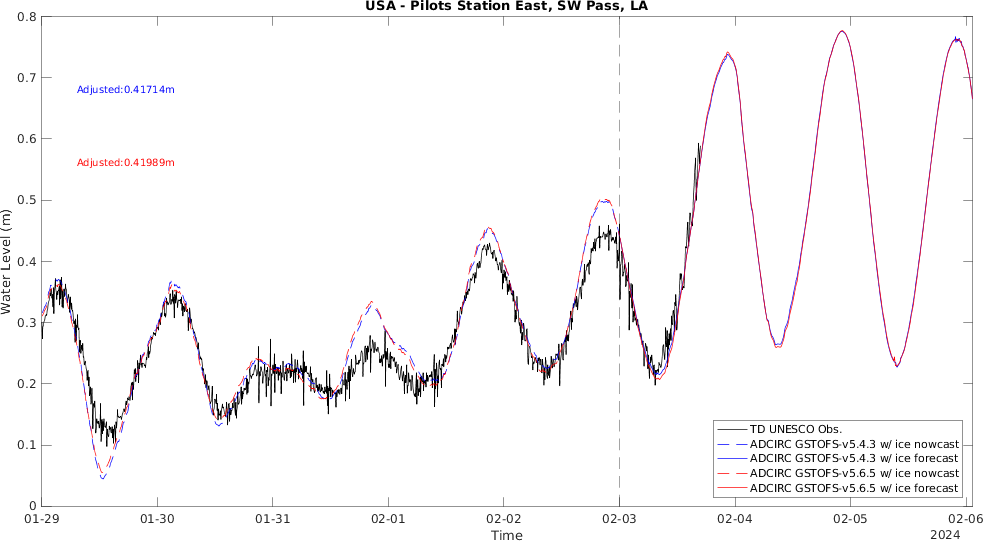 USA - Pilots Station East, SW Pass, LA
0.8
0.7
0.6
0.5
0.4
0.3
0.2
0.1
0
Water Level (m)
Adjusted:0.41714m
Adjusted:0.41989m
TD UNESCO Obs.
ADCIRC GSTOFS-v5.4.3 w/ ice nowcast
ADCIRC GSTOFS-v5.4.3 w/ ice forecast
ADCIRC GSTOFS-v5.6.5 w/ ice nowcast
ADCIRC GSTOFS-v5.6.5 w/ ice forecast
01-29 01-30 01-31 02-01 02-02 02-03 02-04 02-05 02-06
Time 2024